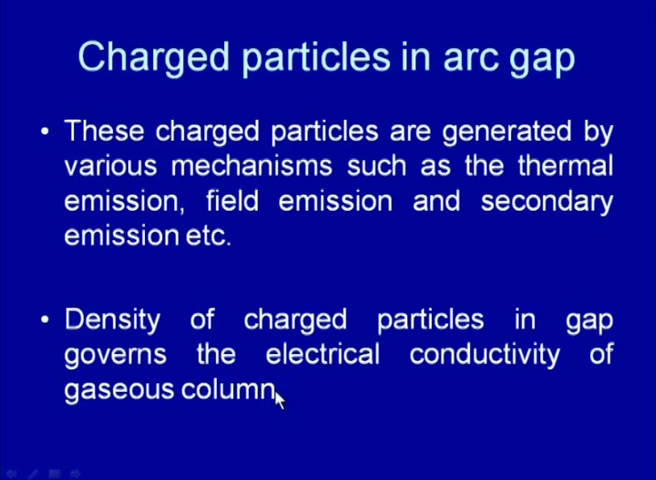 Charged particles in arc gap
• These charged particles are generated by
various mechanisms such as the thermal
emission, field emission and secondary
emission etc.
• Density of charged particles in gap
governs the electrical conductivity of
gaseous column